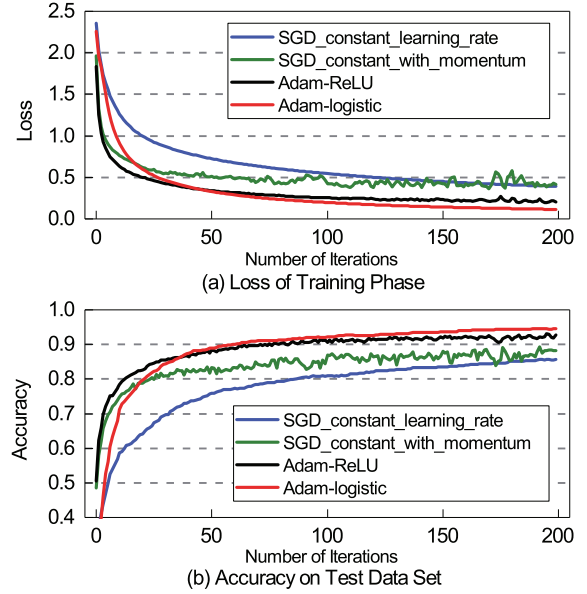 2.5
2.0
1.5
1.0
0.5
0.0
Loss
SGD_constant_learning_rate
SGD_constant_with_momentum
Adam-ReLU
Adam-logistic
0
50
100
150
200
Number of Iterations
(a) Loss of Training Phase
1.0
0.9
0.8
0.7
0.6
0.5
0.4
Accuracy
SGD_constant_learning_rate
SGD_constant_with_momentum
Adam-ReLU
Adam-logistic
0
50
100
150
200
Number of Iterations
(b) Accuracy on Test Data Set